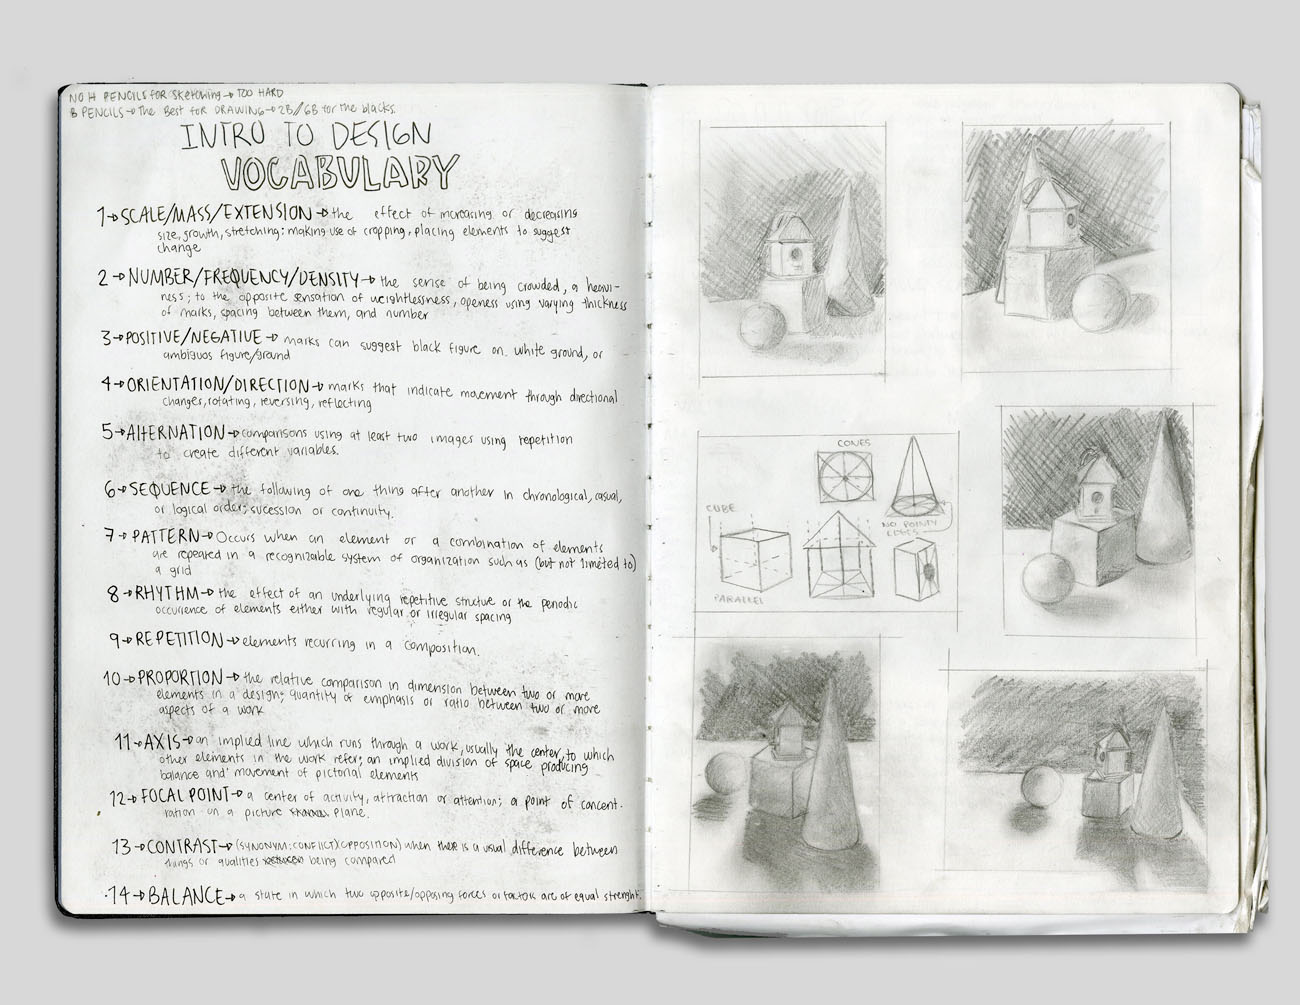 NO H PENCILS for sketching → TOO HARD
B PENCILS → The Best for DRAWING → 2B/6B for the blacks.
INTRO TO DESIGN
VOCABULARY
1→SCALE/MASS/EXTENSION→the effect of increasing or decreasing
size, growth, stretching; making use of cropping, placing elements to suggest
change
2→NUMBER/FREQUENCY/DENSITY→the sense of being crowded, a heavi-
ness; to the opposite sensation of weightlessness, openess using varying thickness
of marks, spacing between them, and number
3→POSITIVE/NEGATIVE→marks can suggest black figure on white ground, or
ambiguos figure/ground
4→ORIENTATION/DIRECTION→marks that indicate movement through directional
changes, rotating, reversing, reflecting
5→AlTERNATION→comparisons using at least two images using repetition
to create different variables.
6→SEQUENCE→the following of one thing after another in chronological, casual,
or logical order; sucession or continuity.
7→PATTERN→Occurs when an element or a combination of elements
are repeated in a recognizable system of organization such as (but not limited to)
a grid
8→RHYTHM→the effect of an underlying repetitive structure or the periodic
occurrence of elements either with regular or irregular spacing
9→REPETITION→elements recurring in a composition.
10→PROPORTION→the relative comparison in dimension between two or more
elements in a design; quantity of emphasis or ratio between two or more
aspects of a work
11→AXIS→an implied line which runs through a work, usually the center, to which
other elements in the work refer; an implied division of space producing
balance and movement of pictorial elements
12→FOCAL POINT→a center of activity, attraction or attention; a point of concent-
ration on a picture plane.
13→CONTRAST→(SYNONYM:CONFLICT)(OPPOSITION) when there is a usual difference between
things or qualities being compared
14→BALANCE→a state in which two opposite/opposing forces or factors are of equal strenght.
CONES
CUBE
NO POINTY
EDGES
PARALLEL